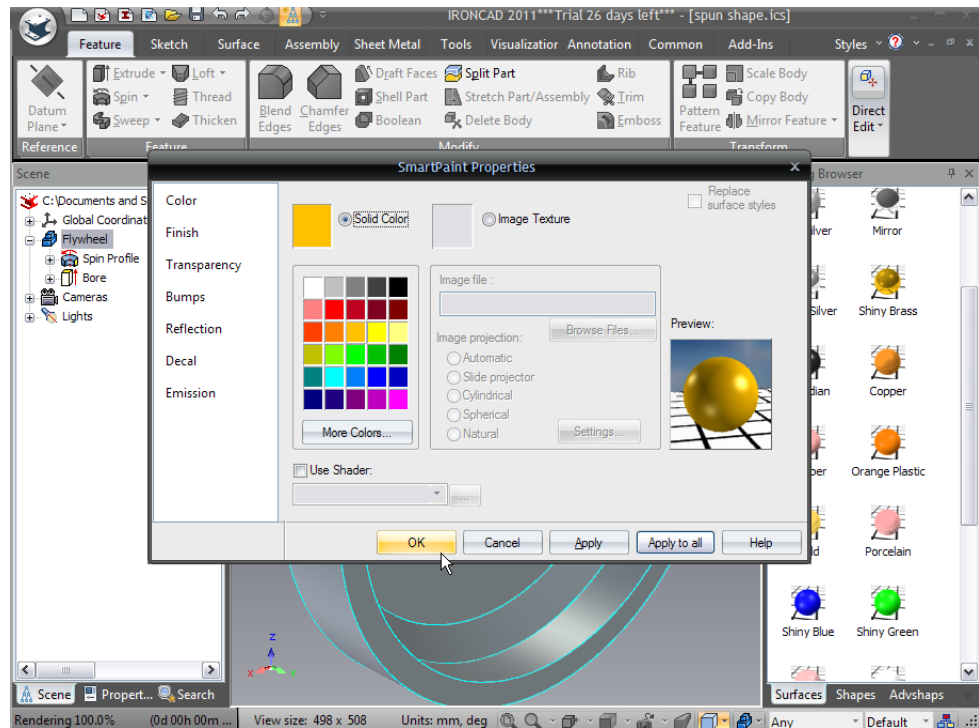 IRONCAD 2011***Trial 26 days left*** - [spun shape.ics]
Feature Sketch Surface Assembly Sheet Metal Tools Visualization Annotation Common Add-Ins Styles
Extrude Loft Draft Faces Split Part Rib Scale Body
Datum Plane Spin Thread Blend Edges Chamfer Edges Shell Part Stretch Part/Assembly Trim Pattern Feature Copy Body Direct Edit
Sweep Thicken Boolean Delete Body Emboss Mirror Feature
Reference Feature Modify Transform
Scene
SmartPaint Properties
Browser
C:\Documents and S
Global Coordinat
Flywheel
Spin Profile
Bore
Cameras
Lights
Color
Finish
Transparency
Bumps
Reflection
Decal
Emission
Solid Color
Image Texture
Replace
surface styles
Image file :
Browse Files...
Image projection:
Automatic
Slide projector
Cylindrical
Spherical
Natural
Settings...
Preview:
More Colors...
Use Shader:
...
OK Cancel Apply Apply to all Help
Mirror
Shiny Brass
Copper
Orange Plastic
Porcelain
Shiny Blue Shiny Green
z
x
Scene Propert... Search
Surfaces Shapes Advshaps
Rendering 100.0% (0d 00h 00m ... View size: 498 x 508 Units: mm, deg Any Default